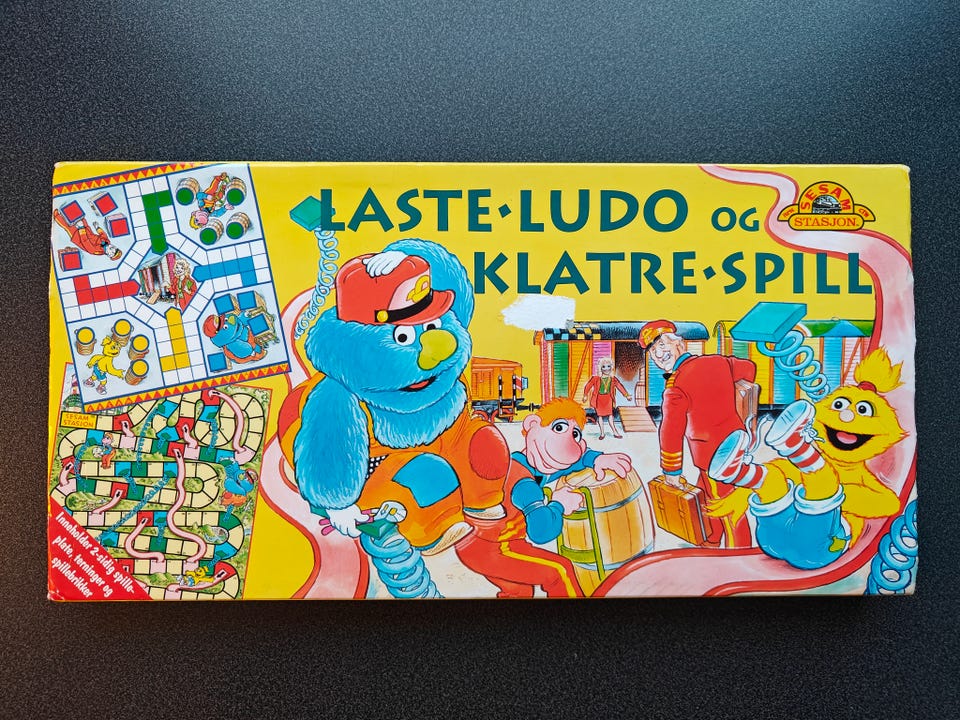 LASTE·LUDO OG
KLATRE·SPILL
SESAM
STASJON
SESAM
STASJON
Inneholder 2-sidig spille-
plate, terninger og
spillebrikker